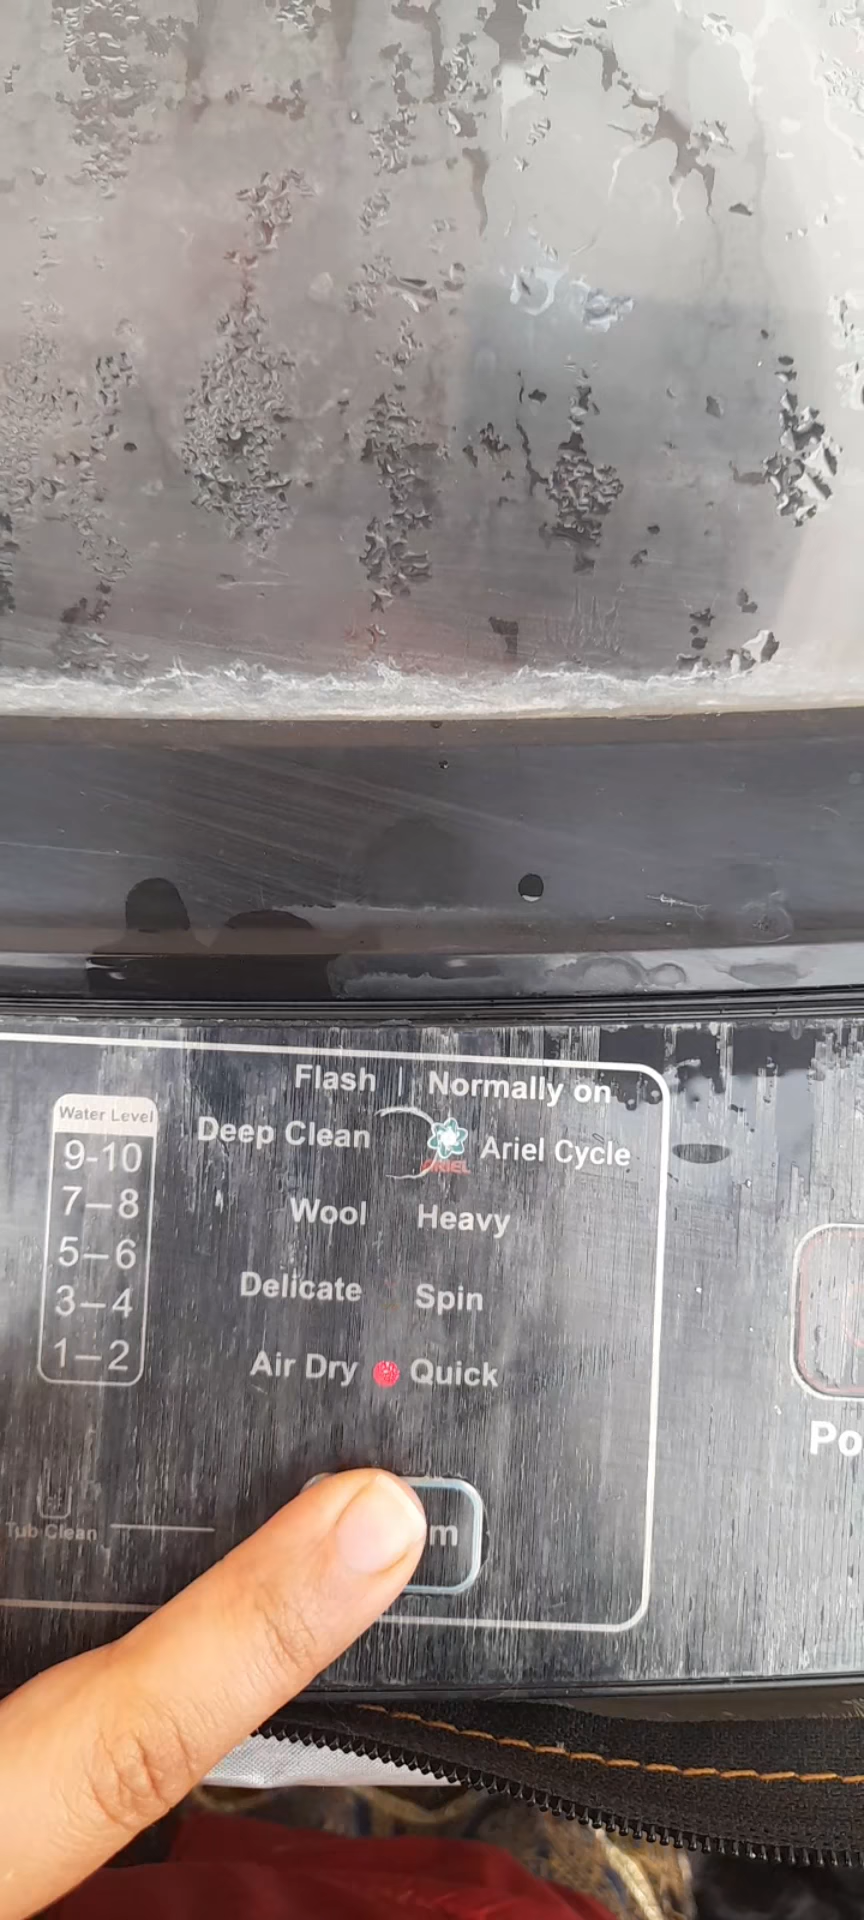 Flash | Normally on
Water Level
Deep Clean ARIEL Ariel Cycle
9-10
7–8
Wool Heavy
5–6
Delicate Spin
3–4
1–2
Air Dry Quick
Tub Clean